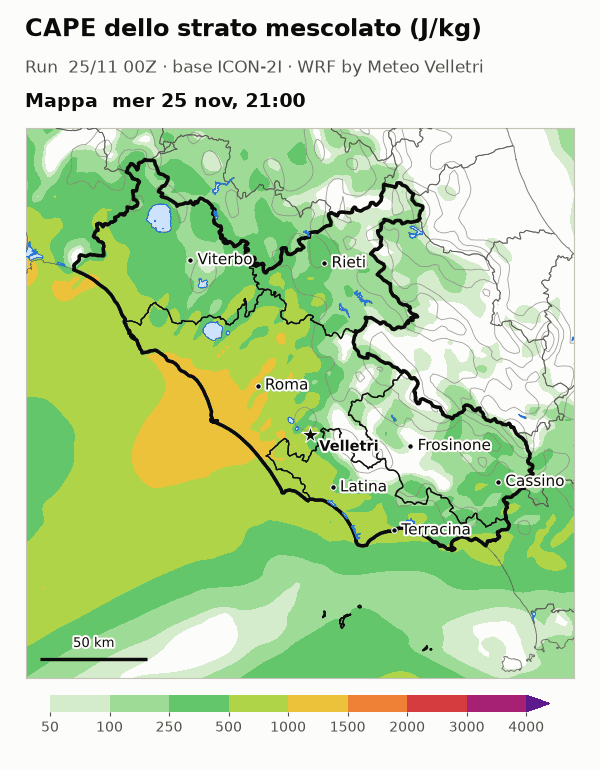 CAPE dello strato mescolato (J/kg)
Run  25/11 00Z · base ICON-2I · WRF by Meteo Velletri
Mappa  mer 25 nov, 21:00
Viterbo
Rieti
Roma
Velletri
Frosinone
Cassino
Latina
Terracina
50 km
50 100 250 500 1000 1500 2000 3000 4000